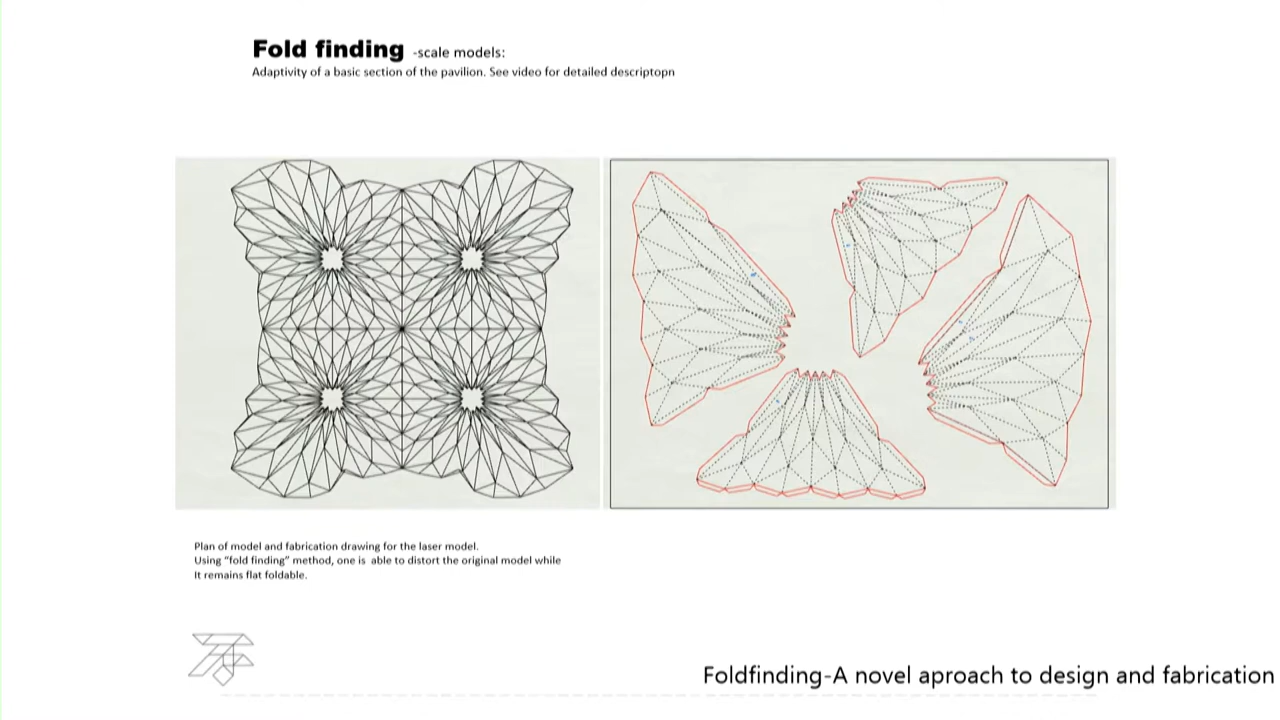 Fold finding -scale models:
Adaptivity of a basic section of the pavilion. See video for detailed descriptopn
Plan of model and fabrication drawing for the laser model.
Using "fold finding" method, one is able to distort the original model while
It remains flat foldable.
Foldfinding-A novel aproach to design and fabrication